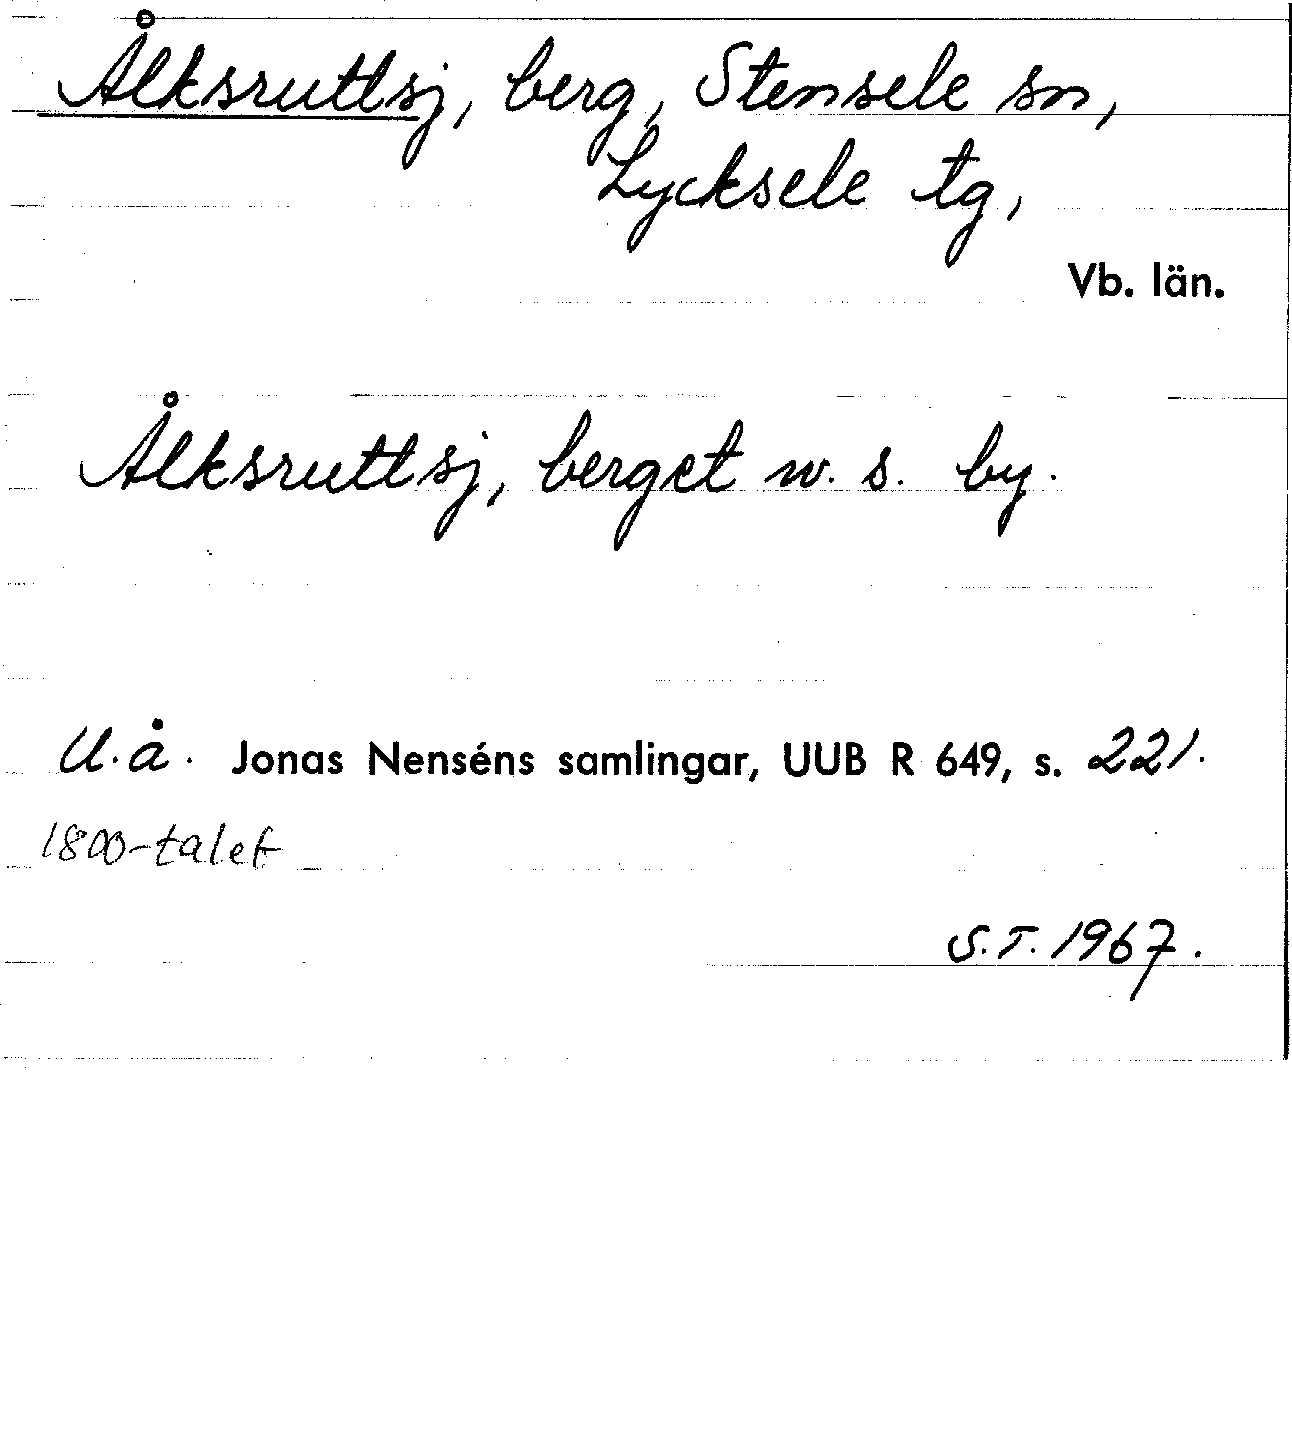 Ålksruttsj, berg, Stensele sn,
Lycksele tg,
Vb. län.
Ålksruttsj, berget w. s. by.
U.å. Jonas Nenséns samlingar, UUB R 649, s. 221.
1800-talet
S.T. 1967.